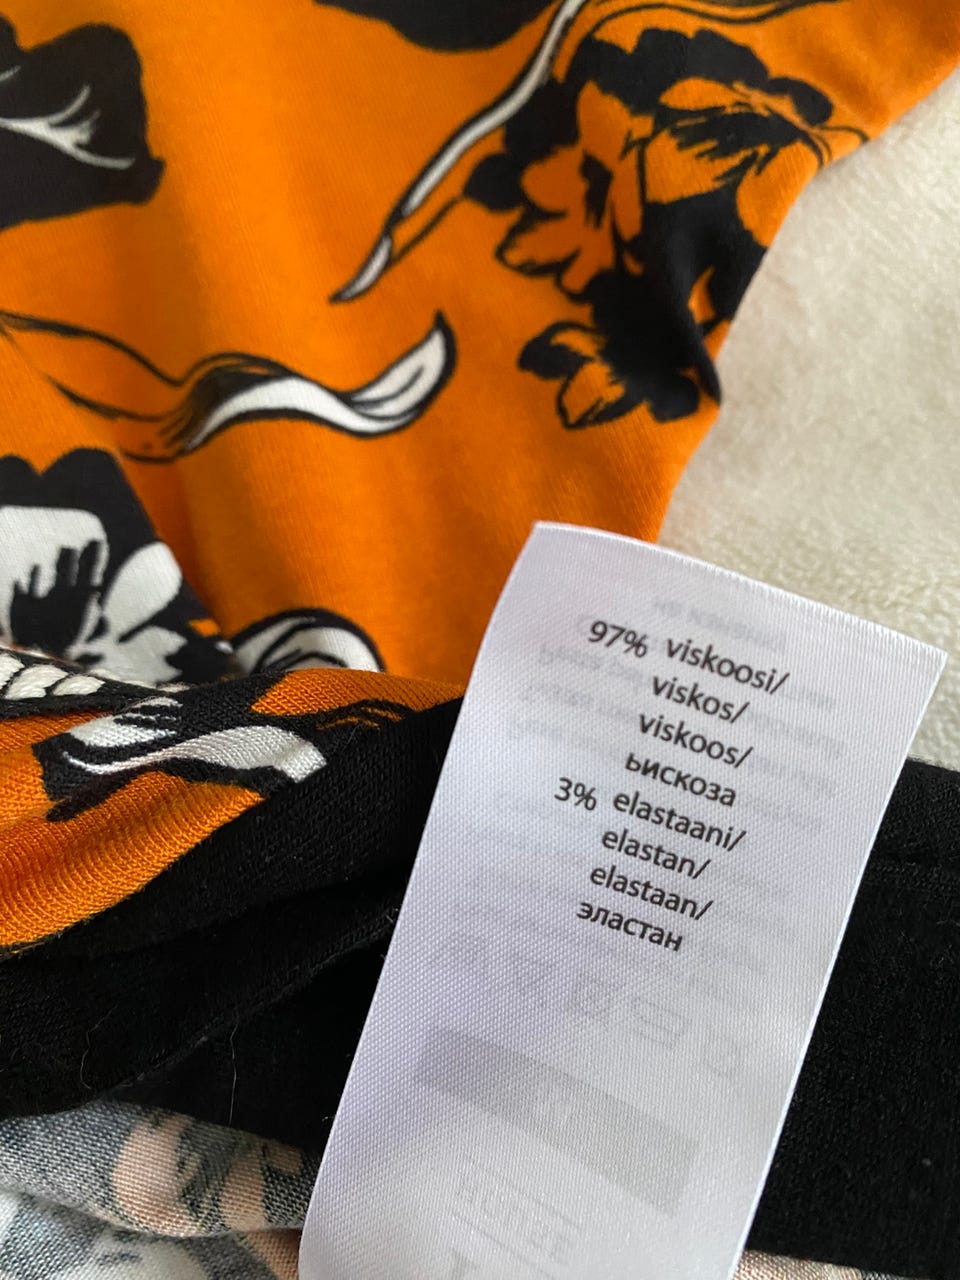 97% viskoosi/
viskos/
viskoos/
ьискоза
3% elastaani/
elastan/
elastaan/
эластан